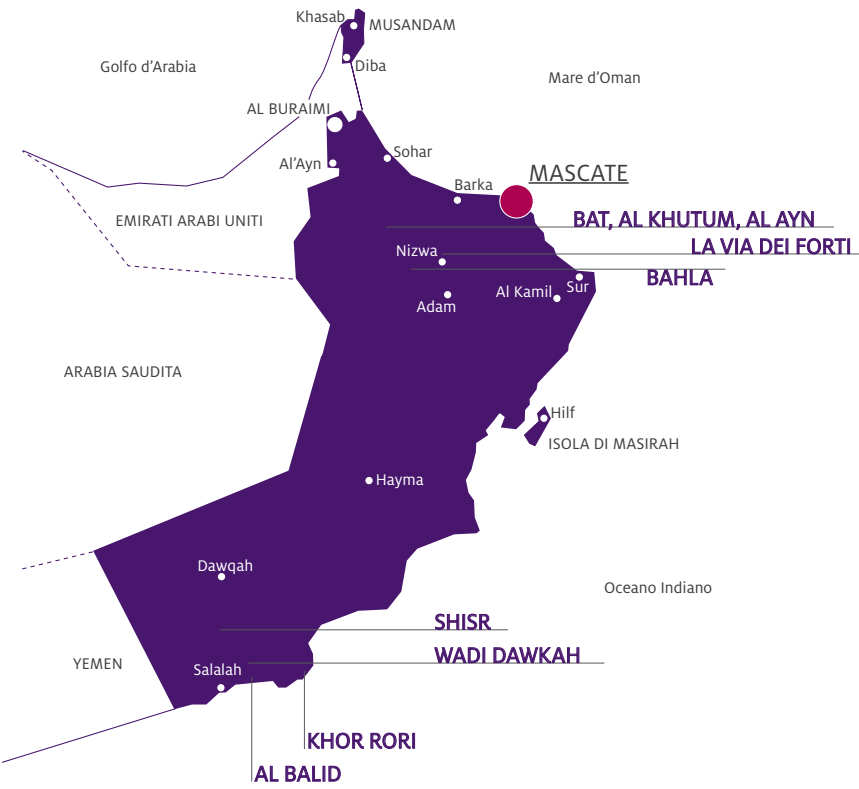 Khasab
MUSANDAM
Golfo d'Arabia
Diba
Mare d'Oman
AL BURAIMI
Sohar
Al'Ayn
MASCATE
Barka
EMIRATI ARABI UNITI
BAT, AL KHUTUM, AL AYN
LA VIA DEI FORTI
Nizwa
BAHLA
Sur
Al Kamil
Adam
ARABIA SAUDITA
Hilf
ISOLA DI MASIRAH
Hayma
Dawqah
Oceano Indiano
SHISR
WADI DAWKAH
YEMEN
Salalah
KHOR RORI
AL BALID